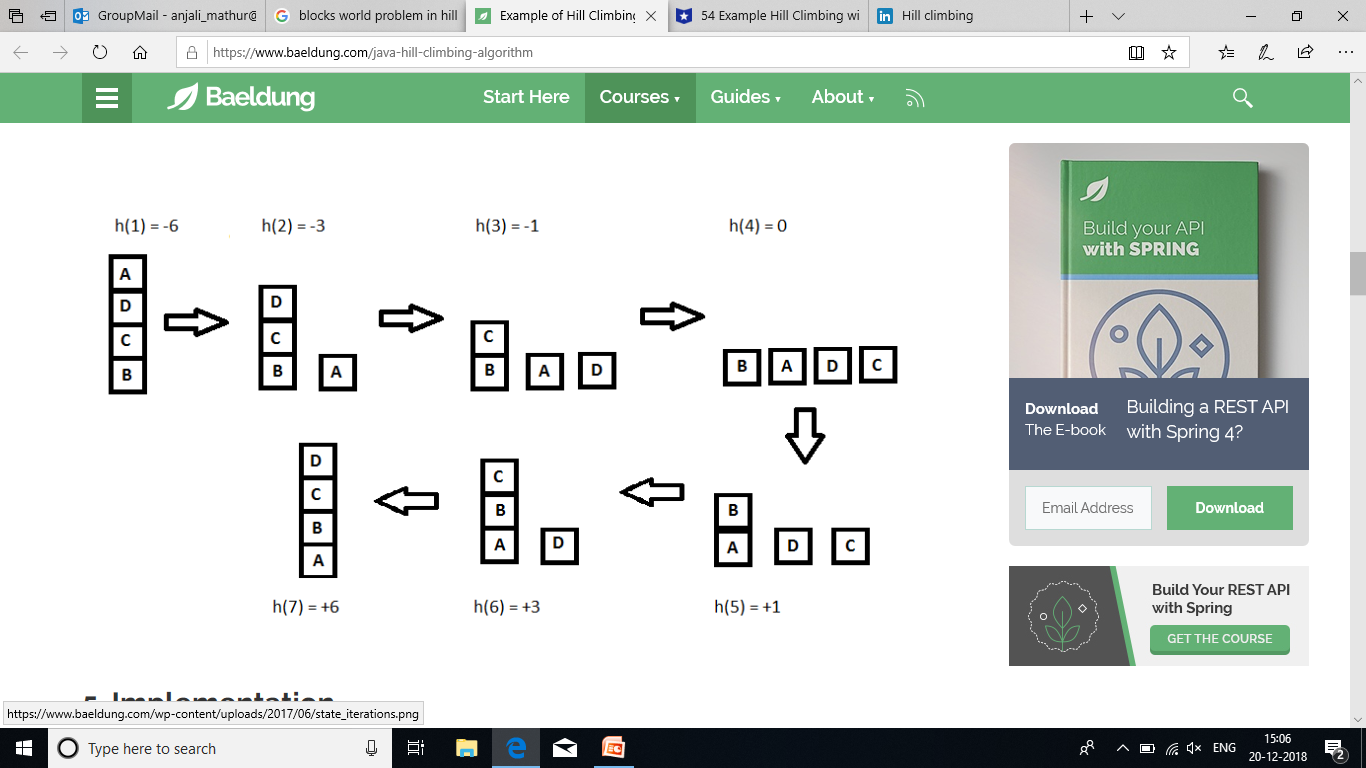 GroupMail - anjali_mathur@
blocks world problem in hill
Example of Hill Climbing
54 Example Hill Climbing wi
Hill climbing
https://www.baeldung.com/java-hill-climbing-algorithm
Baeldung
Start Here
Courses
Guides
About
h(1) = -6
h(2) = -3
h(3) = -1
h(4) = 0
A
D
C
B
D
C
B
A
C
B
A
D
B
A
D
C
D
C
B
A
C
B
A
D
B
A
D
C
h(7) = +6
h(6) = +3
h(5) = +1
Build your API
with SPRING
Download
The E-book
Building a REST API
with Spring 4?
Email Address
Download
Build Your REST API
with Spring
GET THE COURSE
5. Implementation
https://www.baeldung.com/wp-content/uploads/2017/06/state_iterations.png
Type here to search
ENG
15:06
20-12-2018
2